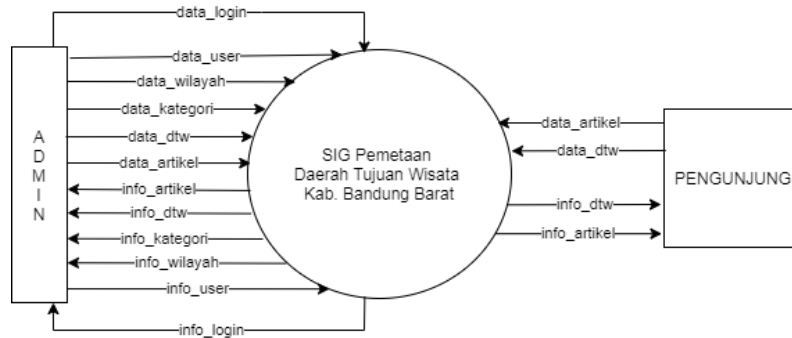 data_login
data_user
data_wilayah
data_kategori
data_dtw
data_artikel
info_artikel
info_dtw
info_kategori
info_wilayah
info_user
info_login
A
D
M
I
N
SIG Pemetaan
Daerah Tujuan Wisata
Kab. Bandung Barat
data_artikel
data_dtw
info_dtw
info_artikel
PENGUNJUNG